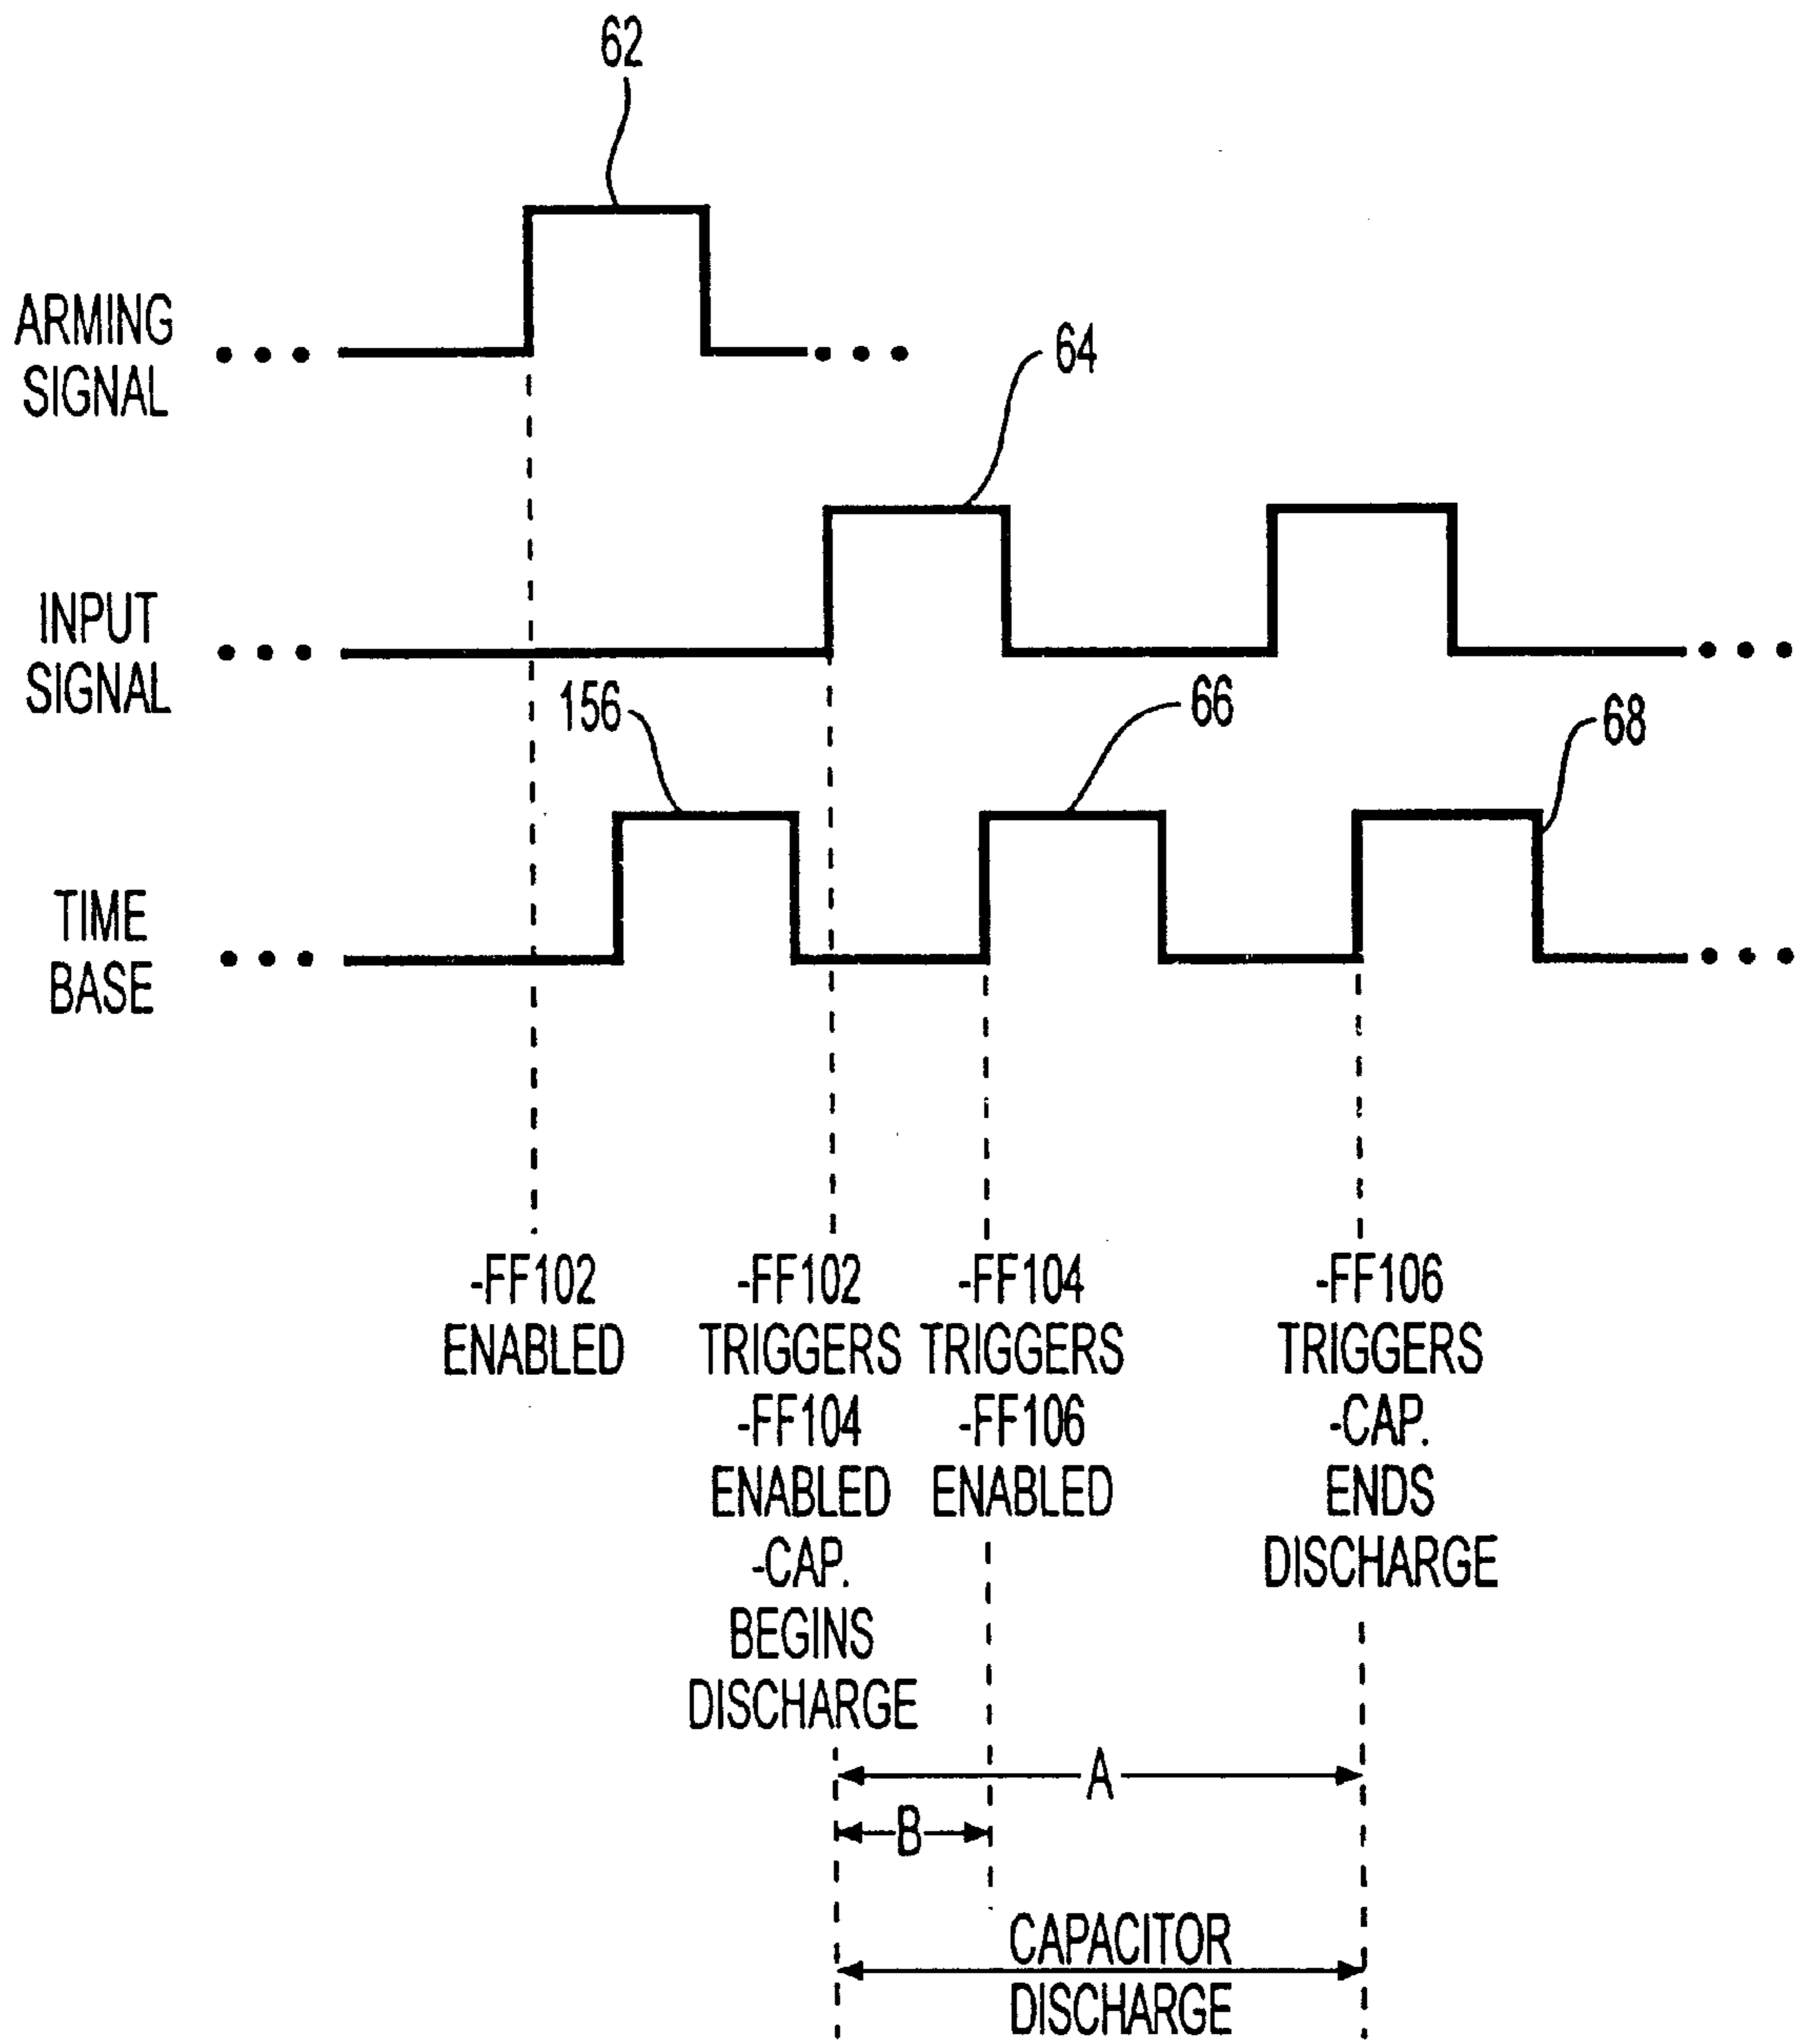 62
ARMING
SIGNAL
64
INPUT
SIGNAL
156
66
68
TIME
BASE
-FF102
ENABLED
-FF102
TRIGGERS
-FF104
ENABLED
-CAP.
BEGINS
DISCHARGE
-FF104
TRIGGERS
-FF106
ENABLED
-FF106
TRIGGERS
-CAP.
ENDS
DISCHARGE
A
B
CAPACITOR
DISCHARGE